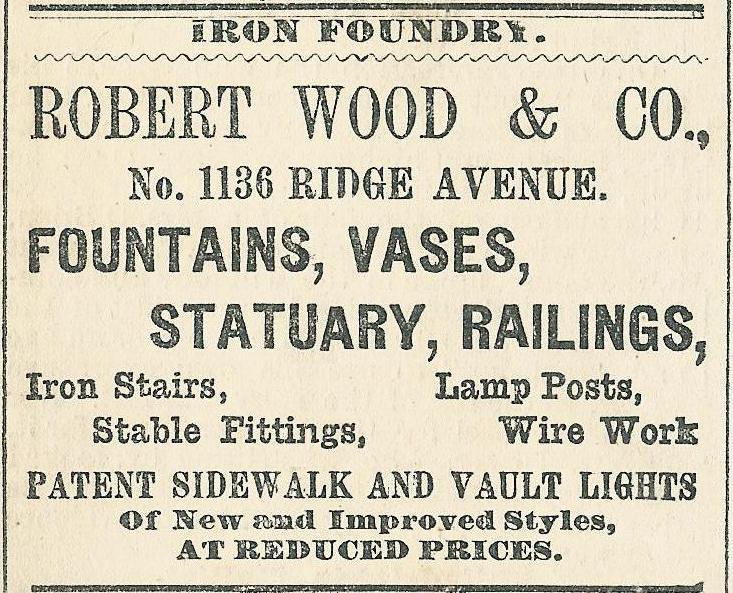 IRON FOUNDRY.
ROBERT WOOD & CO.,
No. 1136 RIDGE AVENUE.
FOUNTAINS, VASES,
STATUARY, RAILINGS,
Iron Stairs, Lamp Posts,
Stable Fittings, Wire Work
PATENT SIDEWALK AND VAULT LIGHTS
Of New and Improved Styles,
AT REDUCED PRICES.